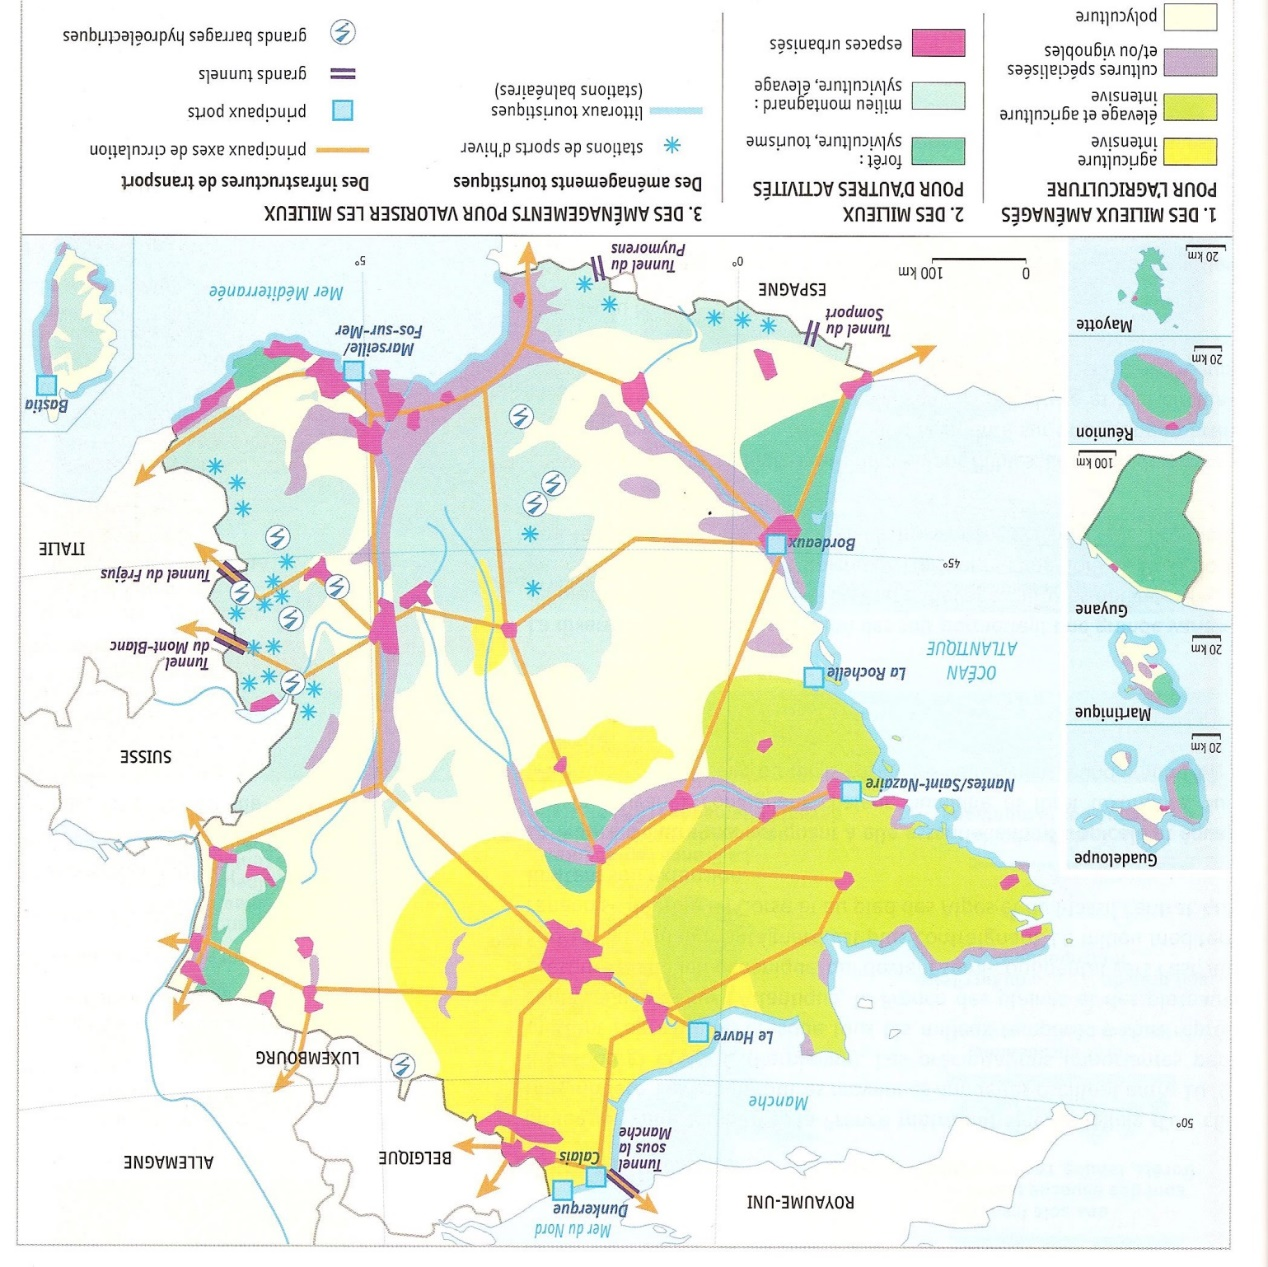 Mer du Nord
ROYAUME-UNI
Dunkerque
Tunnel
sous la
Manche
Calais
BELGIQUE
ALLEMAGNE
50°
Manche
LUXEMBOURG
Le Havre
Guadeloupe
20 km
Nantes/Saint-Nazaire
SUISSE
Martinique
20 km
La Rochelle
OCÉAN
ATLANTIQUE
Tunnel
du Mont-Blanc
Guyane
100 km
45°
Bordeaux
Tunnel du Fréjus
ITALIE
Réunion
20 km
Marseille/
Fos-sur-Mer
Bastia
Mayotte
20 km
Tunnel du
Somport
ESPAGNE
Mer Méditerranée
0
100 km
0°
Tunnel du
Puymorens
5°
1. DES MILIEUX AMÉNAGÉS
POUR L'AGRICULTURE
agriculture
intensive
élevage et agriculture
intensive
cultures spécialisées
et/ou vignobles
polyculture
2. DES MILIEUX
POUR D'AUTRES ACTIVITÉS
forêt :
sylviculture, tourisme
milieu montagnard :
sylviculture, élevage
espaces urbanisés
3. DES AMÉNAGEMENTS POUR VALORISER LES MILIEUX
Des aménagements touristiques
stations de sports d'hiver
littoraux touristiques
(stations balnéaires)
Des infrastructures de transport
principaux axes de circulation
principaux ports
grands tunnels
grands barrages hydroélectriques